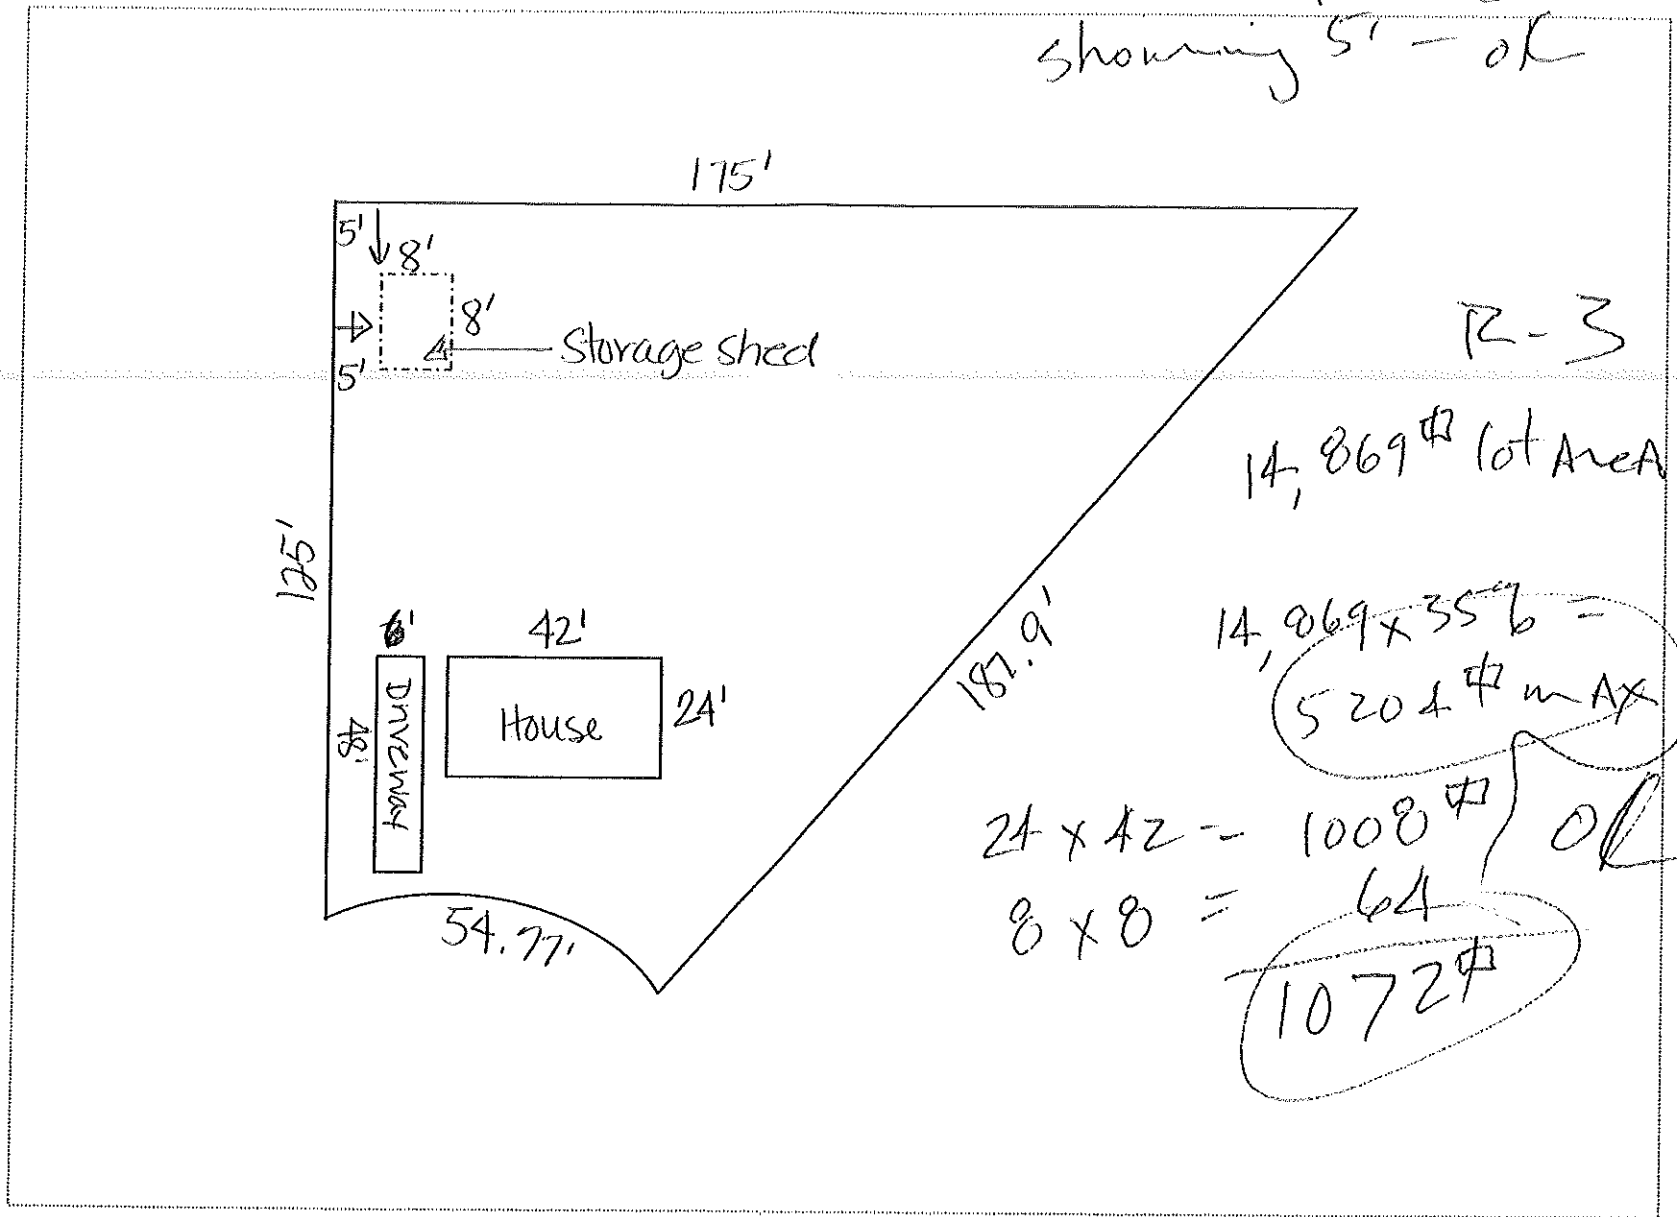 showing 5' - ok
175'
5'
8'
8'
Storage shed
5'
R-3
14,869⌗ lot AreA
125'
14,869 x 35% =
5204⌗ mAx
6'
42'
Driveway
48'
House
24'
187.9'
24 x 42 = 1008⌗
ok
8 x 8 = 64
1072⌗
54.77'